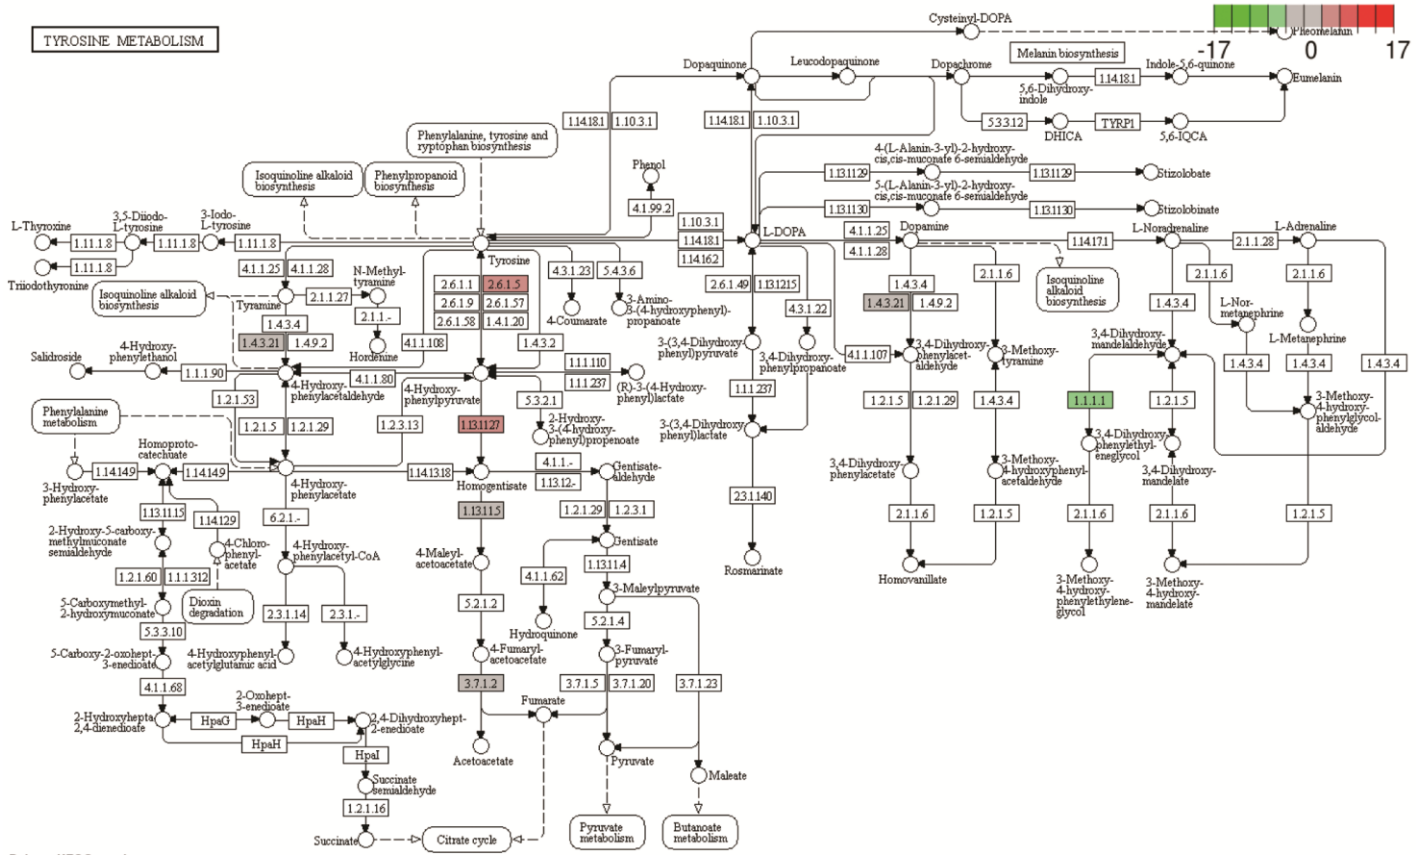 TYROSINE METABOLISM
-17
0
17
Cysteinyl-DOPA
Pheomelanin
Melanin biosynthesis
Dopaquinone
Leucodopaquinone
Dopachrome
Indole-5,6-quinone
Eumelanin
1.14.18.1
5,6-Dihydroxy-
indole
1.14.18.1
1.10.3.1
1.14.18.1
1.10.3.1
5.3.3.12
DHICA
TYRP1
5,6-IQCA
Phenylalanine, tyrosine and
ryptophan biosynthesis
Isoquinoline alkaloid
biosynthesis
Phenylpropanoid
biosynthesis
Phenol
4.1.99.2
4-(L-Alanin-3-yl)-2-hydroxy-
cis,cis-muconate 6-semialdehyde
1.13.11.29
1.13.11.29
Stizolobate
5-(L-Alanin-3-yl)-2-hydroxy-
cis,cis-muconate 6-semialdehyde
1.13.11.30
1.13.11.30
Stizolobinate
L-Thyroxine
3,5-Diiodo-
L-tyrosine
3-Iodo-
L-tyrosine
1.11.1.8
1.11.1.8
1.11.1.8
1.11.1.8
Triiodothyronine
Tyrosine
1.10.3.1
1.14.18.1
1.14.16.2
L-DOPA
4.1.1.25
4.1.1.28
Dopamine
1.14.17.1
L-Noradrenaline
2.1.1.28
L-Adrenaline
4.1.1.25
4.1.1.28
Isoquinoline alkaloid
biosynthesis
Tyramine
2.1.1.27
N-Methyl-
tyramine
2.1.1.-
Hordenine
1.4.3.4
1.4.3.21
1.4.9.2
4.1.1.108
2.6.1.1
2.6.1.5
2.6.1.9
2.6.1.57
2.6.1.58
1.4.1.20
1.4.3.2
4.3.1.23
5.4.3.6
4-Coumarate
3-Amino-
3-(4-hydroxyphenyl)-
propanoate
2.6.1.49
1.13.12.15
4.3.1.22
3-(3,4-Dihydroxy-
phenyl)pyruvate
3,4-Dihydroxy-
phenylpropanoate
4.1.1.107
1.4.3.4
1.4.3.21
1.4.9.2
2.1.1.6
Isoquinoline
alkaloid
biosynthesis
3,4-Dihydroxy-
phenylacet-
aldehyde
3-Methoxy-
tyramine
1.4.3.4
2.1.1.6
L-Nor-
metanephrine
2.1.1.6
L-Metanephrine
3,4-Dihydroxy-
mandelaldehyde
1.4.3.4
1.4.3.4
1.4.3.4
Salidroside
4-Hydroxy-
phenylethanol
1.1.1.90
4-Hydroxy-
phenylacetaldehyde
4.1.1.80
4-Hydroxy-
phenylpyruvate
1.1.1.110
1.1.1.237
(R)-3-(4-Hydroxy-
phenyl)lactate
5.3.2.1
2-Hydroxy-
3-(4-hydroxy-
phenyl)propenoate
1.1.1.237
3-(3,4-Dihydroxy-
phenyl)lactate
2.3.1.140
Rosmarinate
Phenylalanine
metabolism
1.2.1.53
1.2.1.5
1.2.1.29
1.2.3.13
1.13.11.27
1.2.1.5
1.2.1.29
1.4.3.4
1.1.1.1
1.2.1.5
3-Methoxy-
4-hydroxy-
phenylglycol-
aldehyde
3,4-Dihydroxy-
phenylethyl-
eneglycol
3,4-Dihydroxy-
mandelate
Homoproto-
catechuate
1.14.14.9
1.14.14.9
3-Hydroxy-
phenylacetate
4-Hydroxy-
phenylacetate
1.14.13.18
Homogentisate
4.1.1.-
1.13.12.-
Gentisate-
aldehyde
3,4-Dihydroxy-
phenylacetate
3-Methoxy-
4-hydroxyphenyl-
acetaldehyde
1.13.11.15
1.14.12.9
6.2.1.-
1.13.11.5
1.2.1.29
1.2.3.1
2.1.1.6
1.2.1.5
2.1.1.6
2.1.1.6
1.2.1.5
2-Hydroxy-5-carboxy-
methylmuconate
semialdehyde
4-Chloro-
phenyl-
acetate
4-Hydroxy-
phenylacetyl-CoA
4-Maleyl-
acetoacetate
Gentisate
4.1.1.62
1.13.11.4
Homovanillate
3-Methoxy-
4-hydroxy-
phenylethylene-
glycol
3-Methoxy-
4-hydroxy-
mandelate
1.2.1.60
1.1.1.312
5-Carboxymethyl-
2-hydroxymuconate
Dioxin
degradation
2.3.1.14
2.3.1.-
5.2.1.2
Hydroquinone
3-Maleylpyruvate
5.2.1.4
5.3.3.10
5-Carboxy-2-oxohept-
3-enedioate
4-Hydroxyphenyl-
acetylglutamic acid
4-Hydroxyphenyl-
acetylglycine
4-Fumaryl-
acetoacetate
3-Fumaryl-
pyruvate
4.1.1.68
3.7.1.2
3.7.1.5
3.7.1.20
3.7.1.23
2-Hydroxyhepta
2,4-dienedioate
HpaG
2-Oxohept-
3-enedioate
HpaH
2,4-Dihydroxyhept-
2-enedioate
HpaH
HpaI
Fumarate
Acetoacetate
Pyruvate
Maleate
Succinate
semialdehyde
1.2.1.16
Succinate
Citrate cycle
Pyruvate
metabolism
Butanoate
metabolism